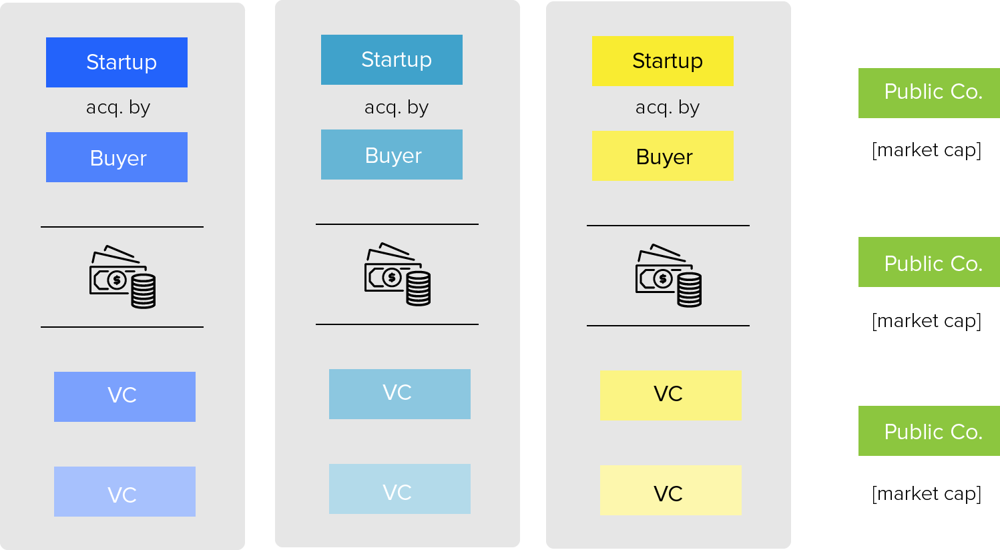 Startup
acq. by
Buyer
$
VC
VC
Startup
acq. by
Buyer
$
VC
VC
Startup
acq. by
Buyer
$
VC
VC
Public Co.
[market cap]
Public Co.
[market cap]
Public Co.
[market cap]